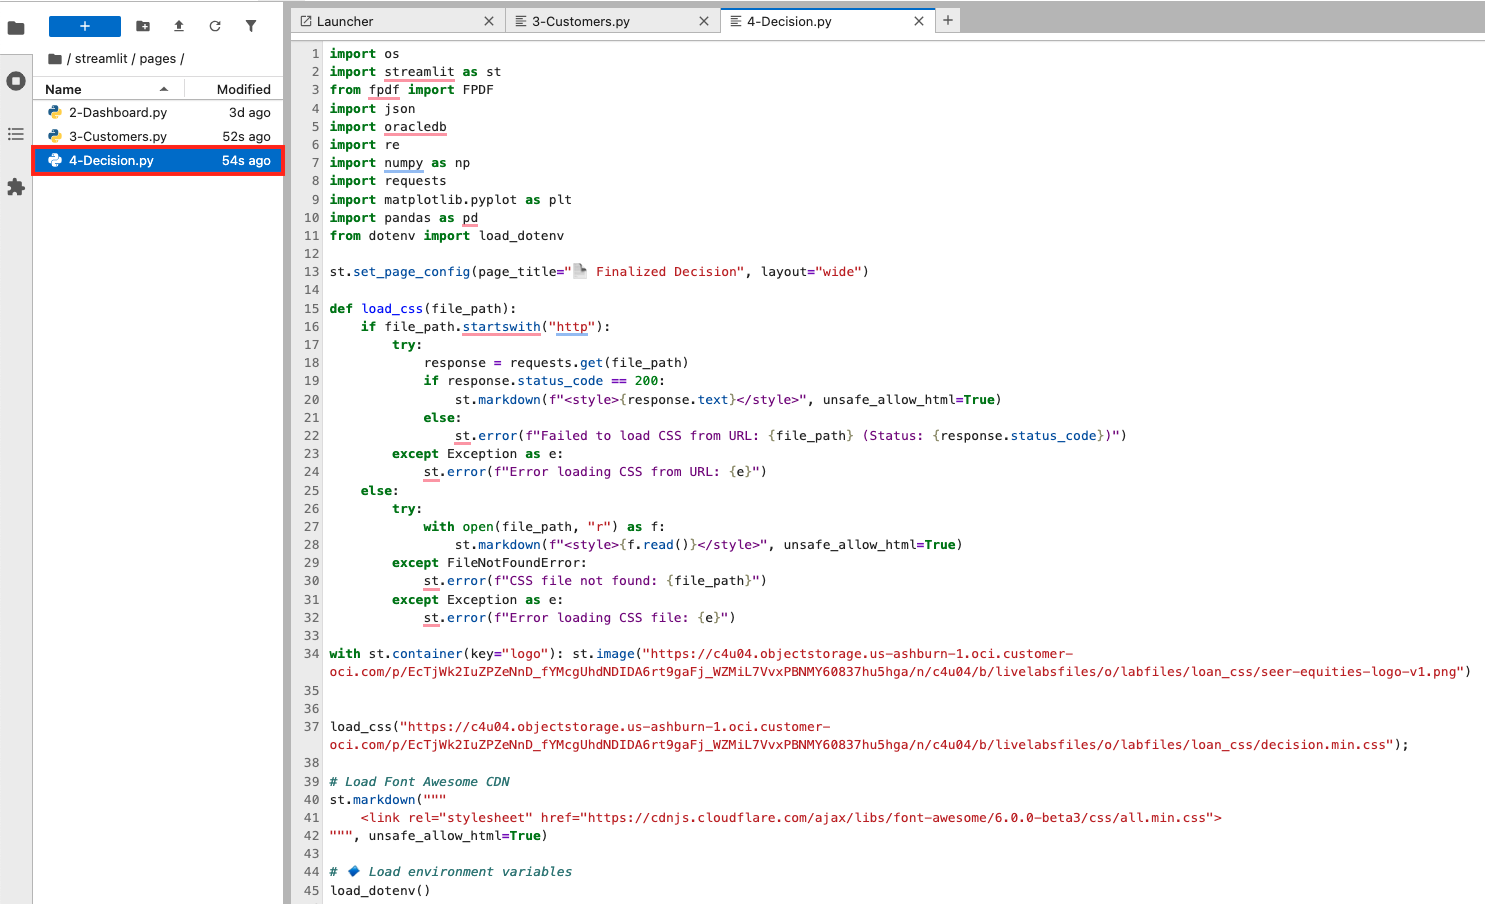 +
/ streamlit / pages /
Name Modified
2-Dashboard.py 3d ago
3-Customers.py 52s ago
4-Decision.py 54s ago
Launcher
3-Customers.py
4-Decision.py
1 import os
2 import streamlit as st
3 from fpdf import FPDF
4 import json
5 import oracledb
6 import re
7 import numpy as np
8 import requests
9 import matplotlib.pyplot as plt
10 import pandas as pd
11 from dotenv import load_dotenv
12
13 st.set_page_config(page_title="📄 Finalized Decision", layout="wide")
14
15 def load_css(file_path):
16     if file_path.startswith("http"):
17         try:
18             response = requests.get(file_path)
19             if response.status_code == 200:
20                 st.markdown(f"<style>{response.text}</style>", unsafe_allow_html=True)
21             else:
22                 st.error(f"Failed to load CSS from URL: {file_path} (Status: {response.status_code})")
23         except Exception as e:
24             st.error(f"Error loading CSS from URL: {e}")
25     else:
26         try:
27             with open(file_path, "r") as f:
28                 st.markdown(f"<style>{f.read()}</style>", unsafe_allow_html=True)
29         except FileNotFoundError:
30             st.error(f"CSS file not found: {file_path}")
31         except Exception as e:
32             st.error(f"Error loading CSS file: {e}")
33
34 with st.container(key="logo"): st.image("https://c4u04.objectstorage.us-ashburn-1.oci.customer-
oci.com/p/EcTjWk2IuZPZeNnD_fYMcgUhdNDIDA6rt9gaFj_WZMiL7VvxPBNMY60837hu5hga/n/c4u04/b/livelabsfiles/o/labfiles/loan_css/seer-equities-logo-v1.png")
35
36
37 load_css("https://c4u04.objectstorage.us-ashburn-1.oci.customer-
oci.com/p/EcTjWk2IuZPZeNnD_fYMcgUhdNDIDA6rt9gaFj_WZMiL7VvxPBNMY60837hu5hga/n/c4u04/b/livelabsfiles/o/labfiles/loan_css/decision.min.css");
38
39 # Load Font Awesome CDN
40 st.markdown("""
41     <link rel="stylesheet" href="https://cdnjs.cloudflare.com/ajax/libs/font-awesome/6.0.0-beta3/css/all.min.css">
42 """, unsafe_allow_html=True)
43
44 # 🔹 Load environment variables
45 load_dotenv()